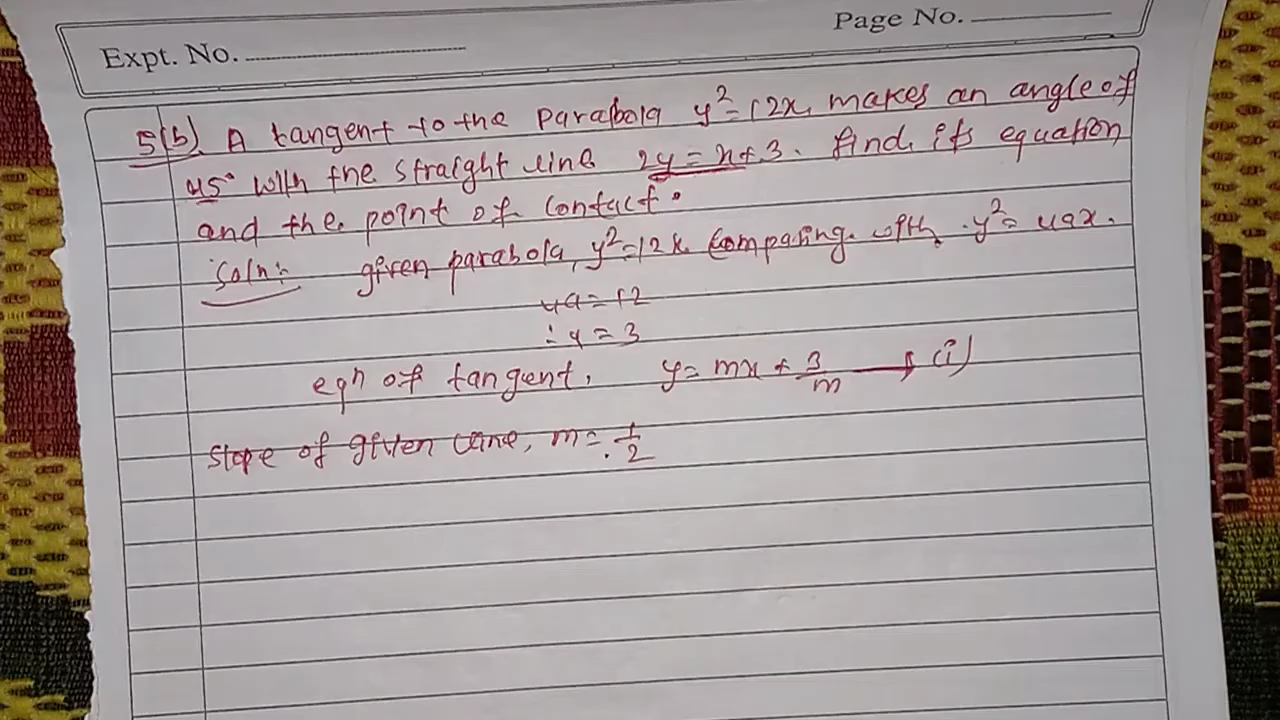 Expt. No.
Page No.
5(b). A tangent to the parabola y²=12x makes an angle of
45° with the straight line 2y = x+3. find its equation
and the point of contact.
Soln:- given parabola, y²=12x comparing with y²=4ax.
4a=12
∴ a = 3
eqn of tangent, y = mx + 3/m → (i)
slope of given line, m = 1/2